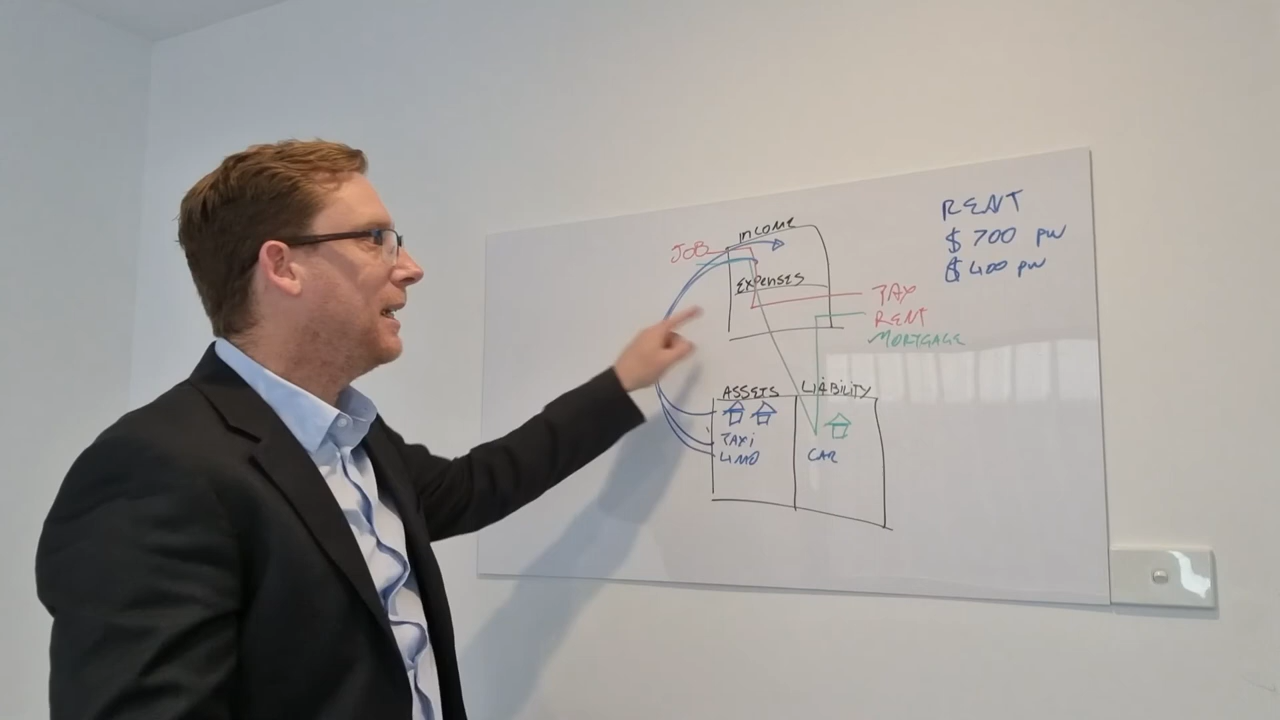 RENT
$ 700 pw
$ 400 pw
JOB
INCOME
EXPENSES
TAX
RENT
MORTGAGE
ASSETS
LIABILITY
TAXI
LIMO
CAR